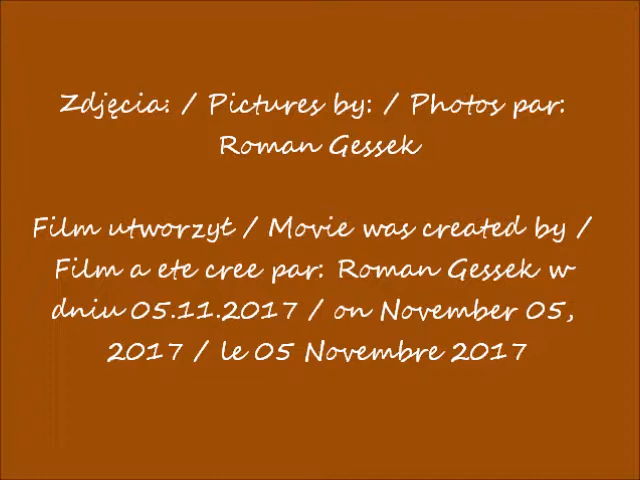 Zdjęcia: / Pictures by: / Photos par:
Roman Gessek
Film utworzyt / Movie was created by /
Film a ete cree par: Roman Gessek w
dniu 05.11.2017 / on November 05,
2017 / le 05 Novembre 2017